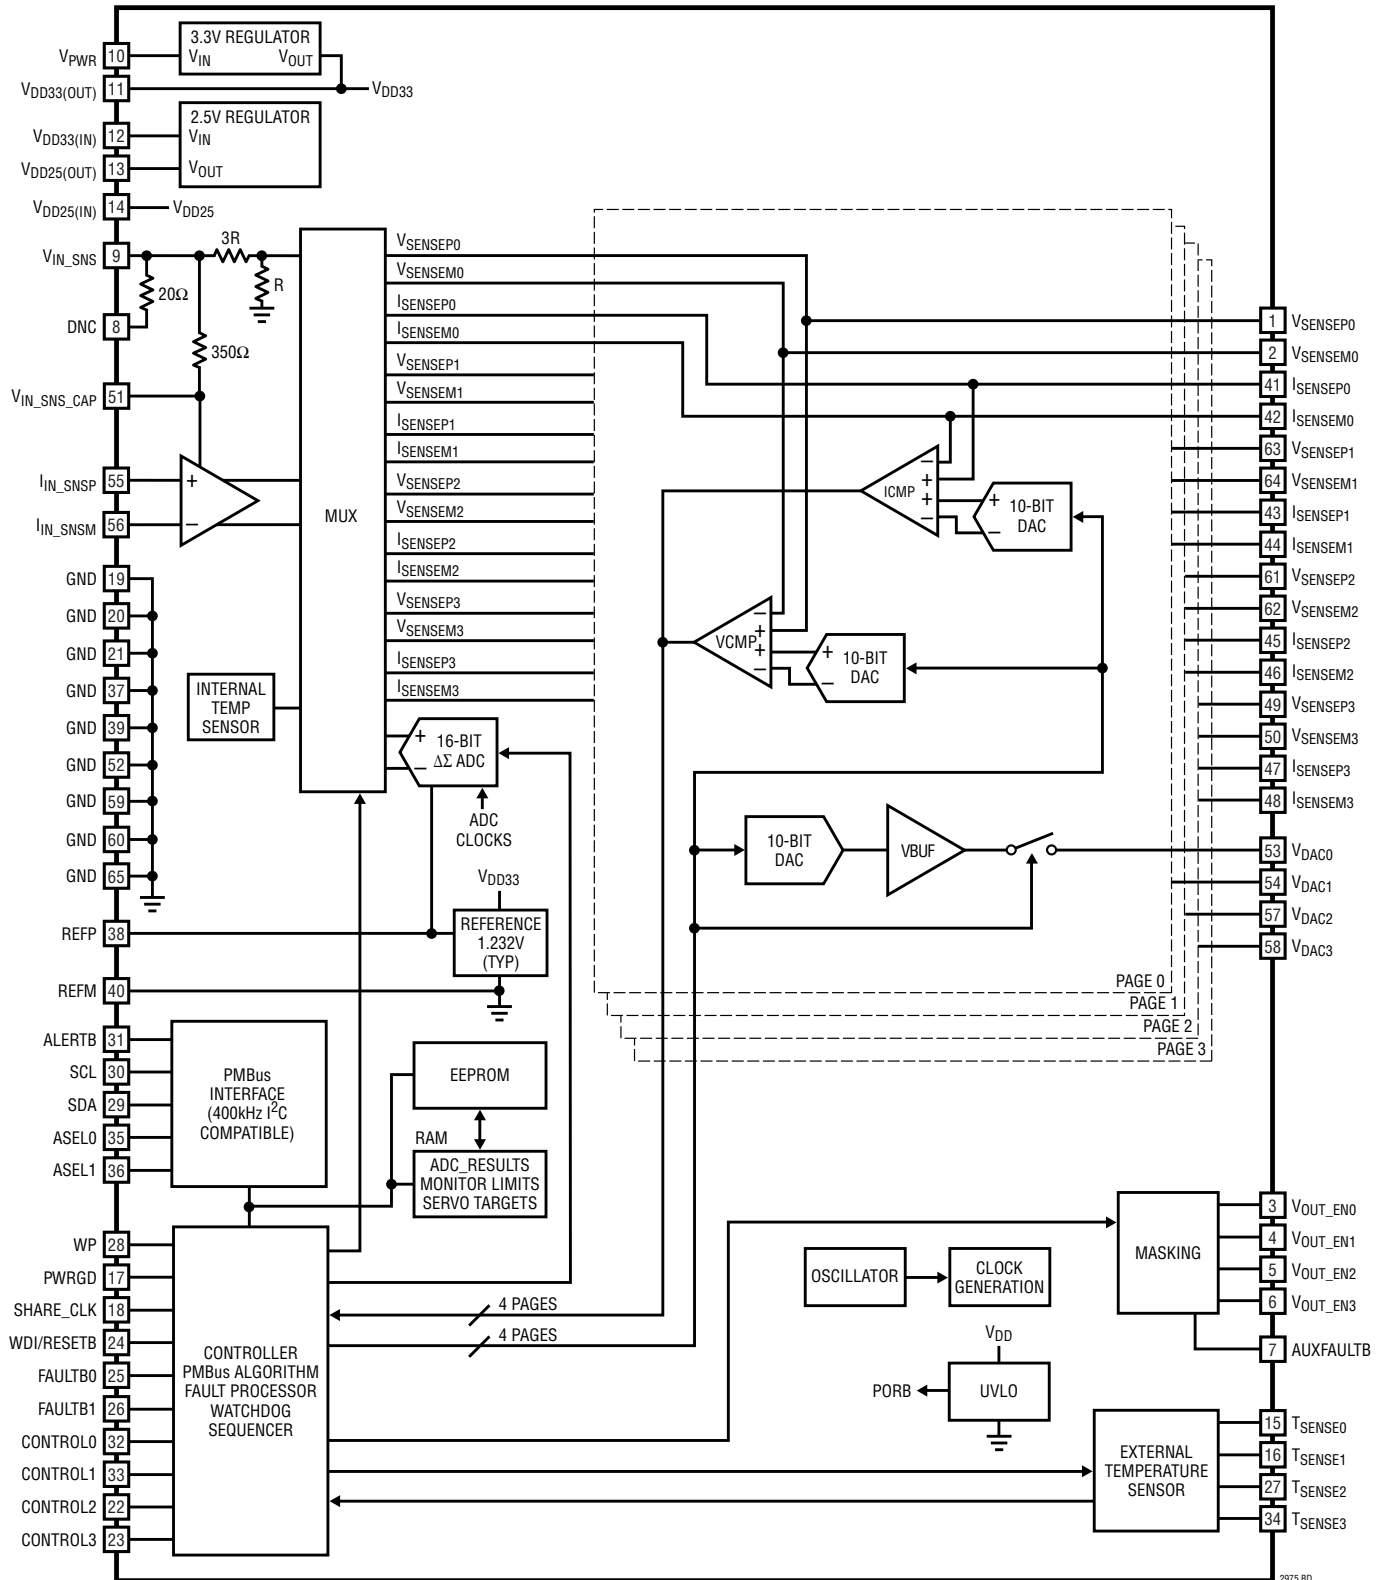 3.3V REGULATOR
VIN VOUT
VPWR 10
VDD33(OUT) 11
VDD33
2.5V REGULATOR
VDD33(IN) 12
VIN
VDD25(OUT) 13
VOUT
VDD25(IN) 14
VDD25
VIN_SNS 9
3R
R
20Ω
DNC 8
350Ω
VIN_SNS_CAP 51
IIN_SNSP 55
+
IIN_SNSM 56
–
MUX
VSENSEP0
VSENSEM0
ISENSEP0
ISENSEM0
VSENSEP1
VSENSEM1
ISENSEP1
ISENSEM1
VSENSEP2
VSENSEM2
ISENSEP2
ISENSEM2
VSENSEP3
VSENSEM3
ISENSEP3
ISENSEM3
GND 19
GND 20
GND 21
GND 37
GND 39
GND 52
GND 59
GND 60
GND 65
INTERNAL
TEMP
SENSOR
+
–
16-BIT
ΔΣ ADC
ADC
CLOCKS
VDD33
REFP 38
REFERENCE
1.232V
(TYP)
REFM 40
–
+
+
–
ICMP
+
–
10-BIT
DAC
–
+
+
–
VCMP
+
–
10-BIT
DAC
10-BIT
DAC
VBUF
PAGE 0
PAGE 1
PAGE 2
PAGE 3
1 VSENSEP0
2 VSENSEM0
41 ISENSEP0
42 ISENSEM0
63 VSENSEP1
64 VSENSEM1
43 ISENSEP1
44 ISENSEM1
61 VSENSEP2
62 VSENSEM2
45 ISENSEP2
46 ISENSEM2
49 VSENSEP3
50 VSENSEM3
47 ISENSEP3
48 ISENSEM3
53 VDAC0
54 VDAC1
57 VDAC2
58 VDAC3
ALERTB 31
SCL 30
SDA 29
ASEL0 35
ASEL1 36
PMBus
INTERFACE
(400kHz I2C
COMPATIBLE)
EEPROM
RAM
ADC_RESULTS
MONITOR LIMITS
SERVO TARGETS
WP 28
PWRGD 17
SHARE_CLK 18
WDI/RESETB 24
FAULTB0 25
FAULTB1 26
CONTROL0 32
CONTROL1 33
CONTROL2 22
CONTROL3 23
CONTROLLER
PMBus ALGORITHM
FAULT PROCESSOR
WATCHDOG
SEQUENCER
4 PAGES
4 PAGES
OSCILLATOR
CLOCK
GENERATION
VDD
PORB
UVLO
MASKING
3 VOUT_EN0
4 VOUT_EN1
5 VOUT_EN2
6 VOUT_EN3
7 AUXFAULTB
EXTERNAL
TEMPERATURE
SENSOR
15 TSENSE0
16 TSENSE1
27 TSENSE2
34 TSENSE3
2975 BD